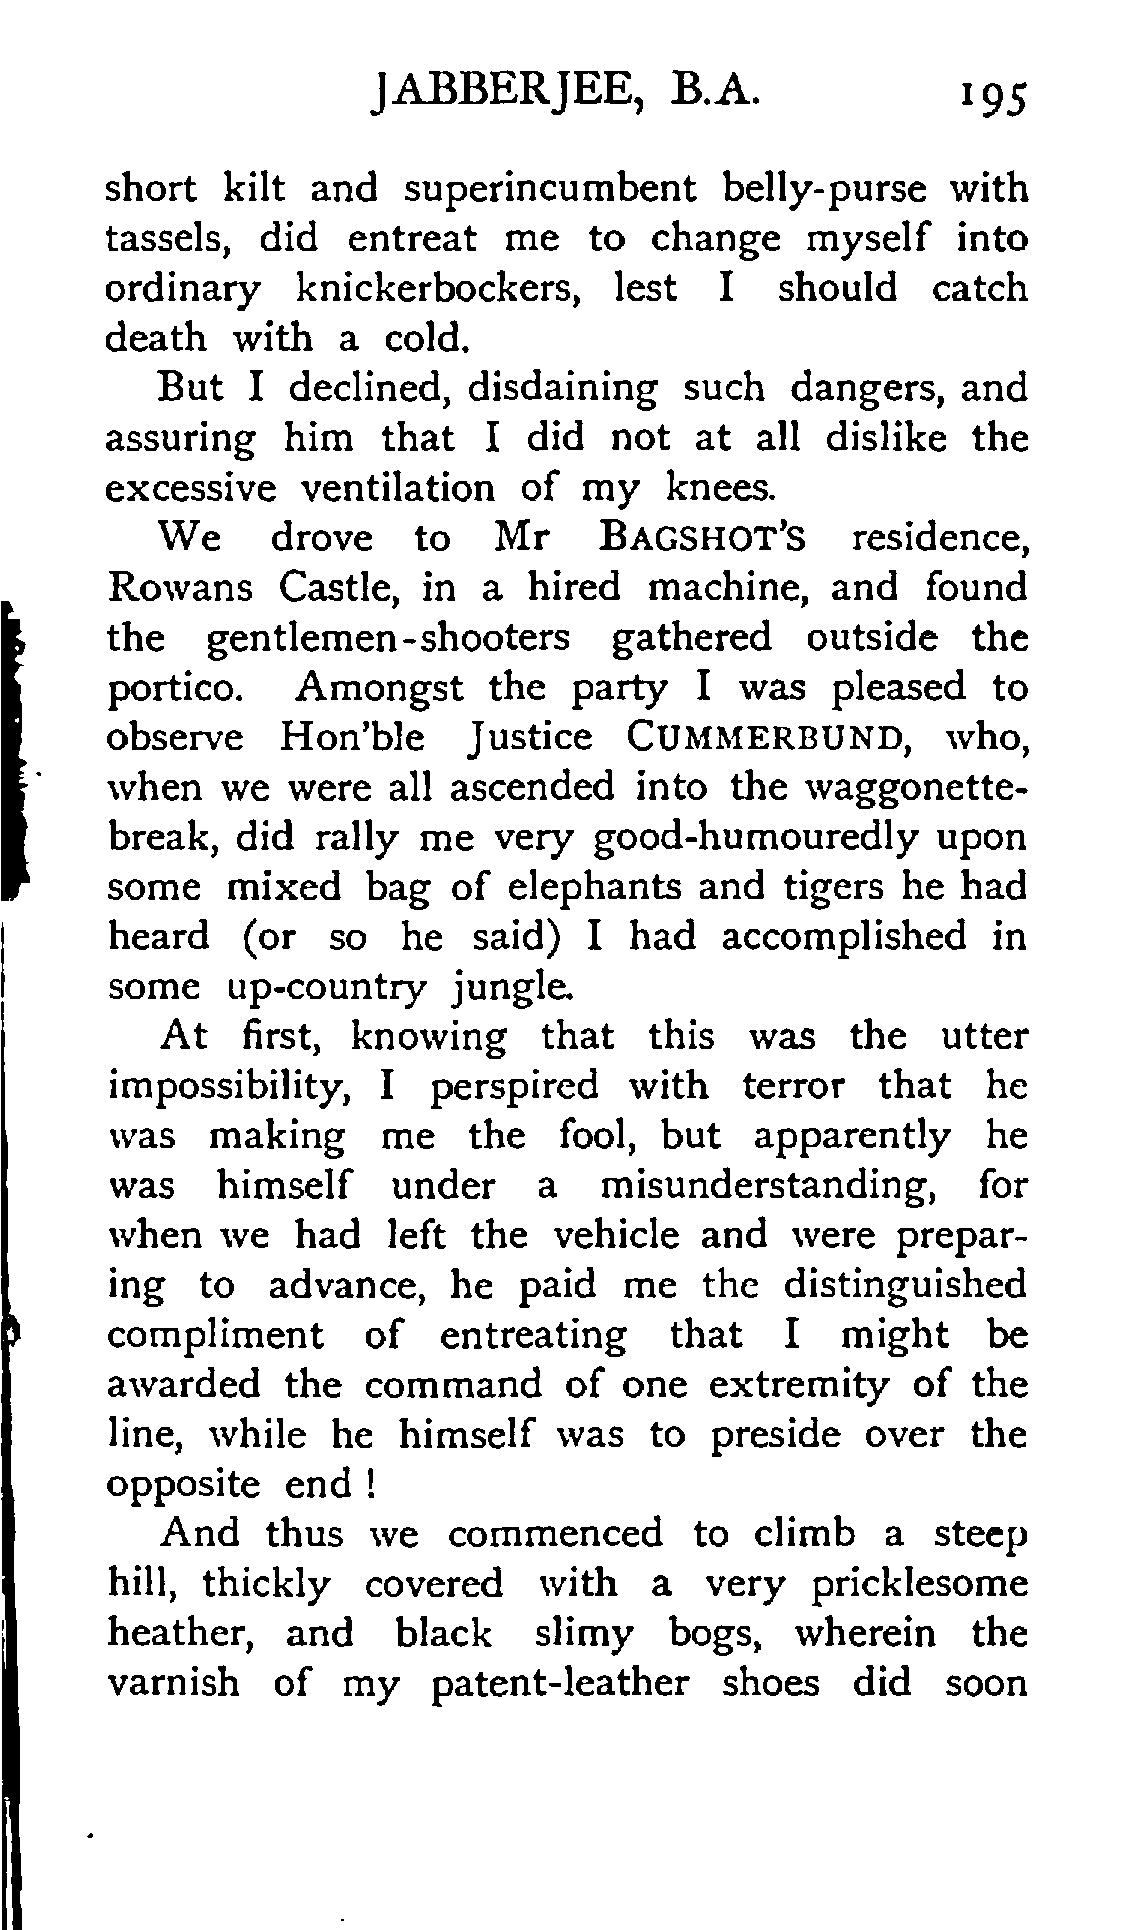 JABBERJEE, B.A. 195
short kilt and superincumbent belly-purse with
tassels, did entreat me to change myself into
ordinary knickerbockers, lest I should catch
death with a cold.
But I declined, disdaining such dangers, and
assuring him that I did not at all dislike the
excessive ventilation of my knees.
We drove to Mr BAGSHOT'S residence,
Rowans Castle, in a hired machine, and found
the gentlemen-shooters gathered outside the
portico. Amongst the party I was pleased to
observe Hon'ble Justice CUMMERBUND, who,
when we were all ascended into the waggonette-
break, did rally me very good-humouredly upon
some mixed bag of elephants and tigers he had
heard (or so he said) I had accomplished in
some up-country jungle.
At first, knowing that this was the utter
impossibility, I perspired with terror that he
was making me the fool, but apparently he
was himself under a misunderstanding, for
when we had left the vehicle and were prepar-
ing to advance, he paid me the distinguished
compliment of entreating that I might be
awarded the command of one extremity of the
line, while he himself was to preside over the
opposite end !
And thus we commenced to climb a steep
hill, thickly covered with a very pricklesome
heather, and black slimy bogs, wherein the
varnish of my patent-leather shoes did soon